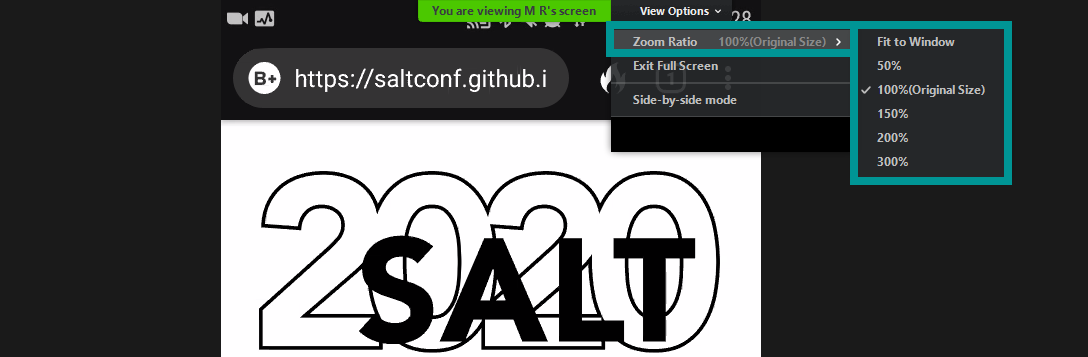 You are viewing M R's screen
View Options
28
Zoom Ratio 100%(Original Size)
Fit to Window
Exit Full Screen
50%
B+ https://saltconf.github.i
1
100%(Original Size)
Side-by-side mode
150%
200%
300%
2020
SALT